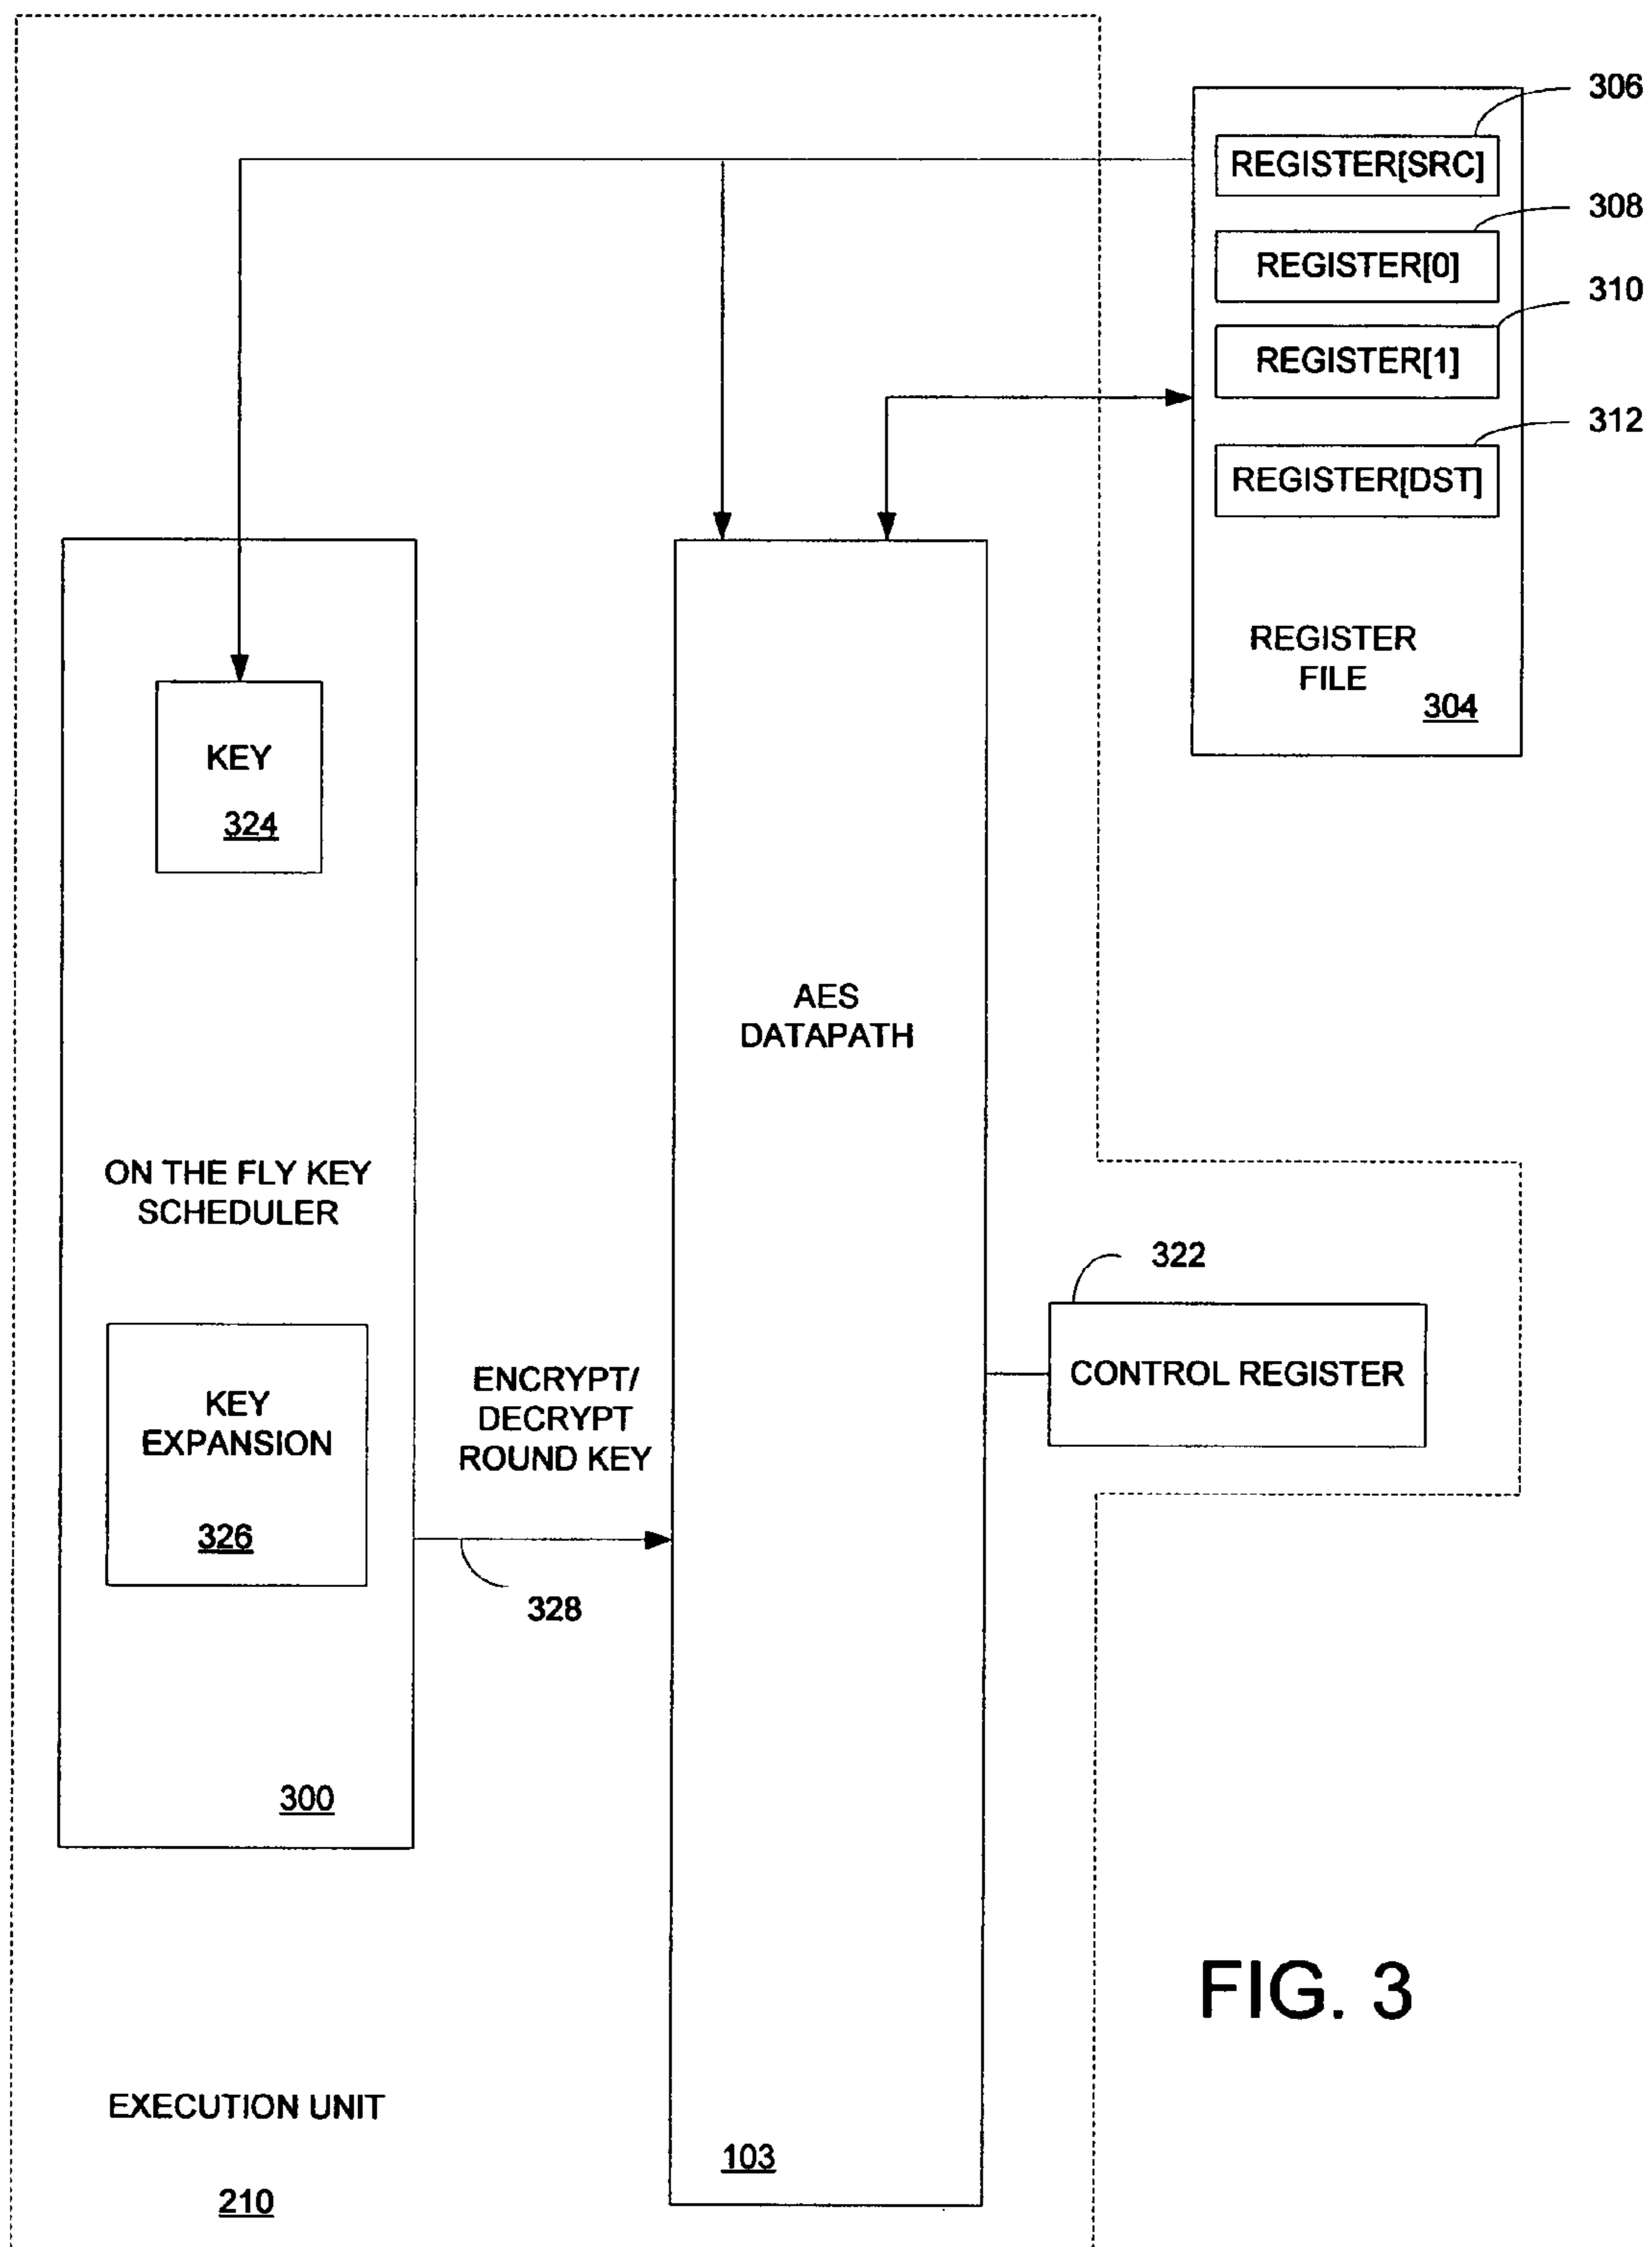 306
REGISTER[SRC]
308
REGISTER[0]
310
REGISTER[1]
312
REGISTER[DST]
REGISTER
FILE
304
KEY
324
AES
DATAPATH
ON THE FLY KEY
SCHEDULER
322
CONTROL REGISTER
KEY
EXPANSION
326
ENCRYPT/
DECRYPT
ROUND KEY
328
300
FIG. 3
EXECUTION UNIT
210
103